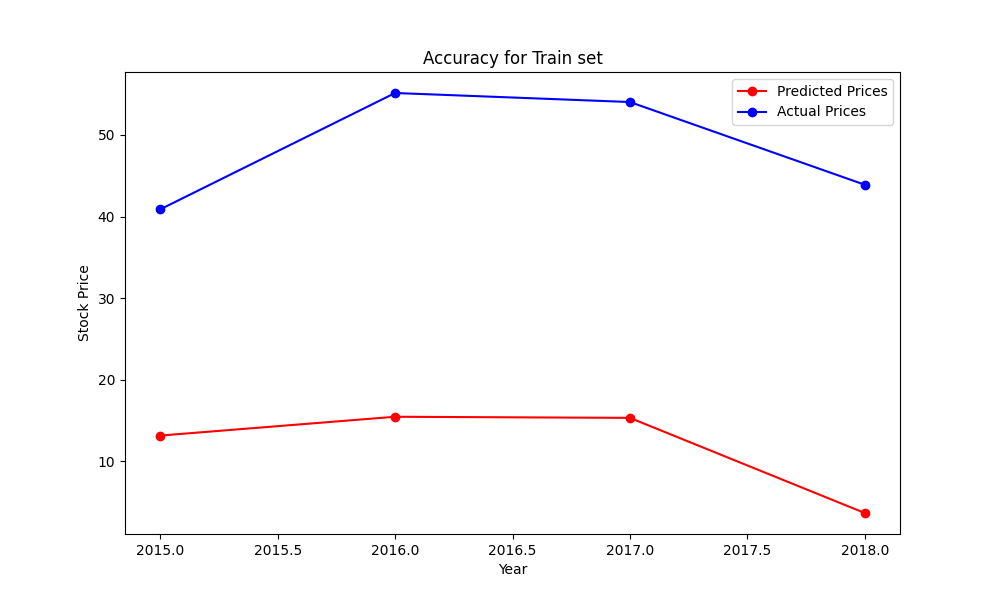 Accuracy for Train set
Predicted Prices
Actual Prices
Stock Price
50
40
30
20
10
2015.0 2015.5 2016.0 2016.5 2017.0 2017.5 2018.0
Year